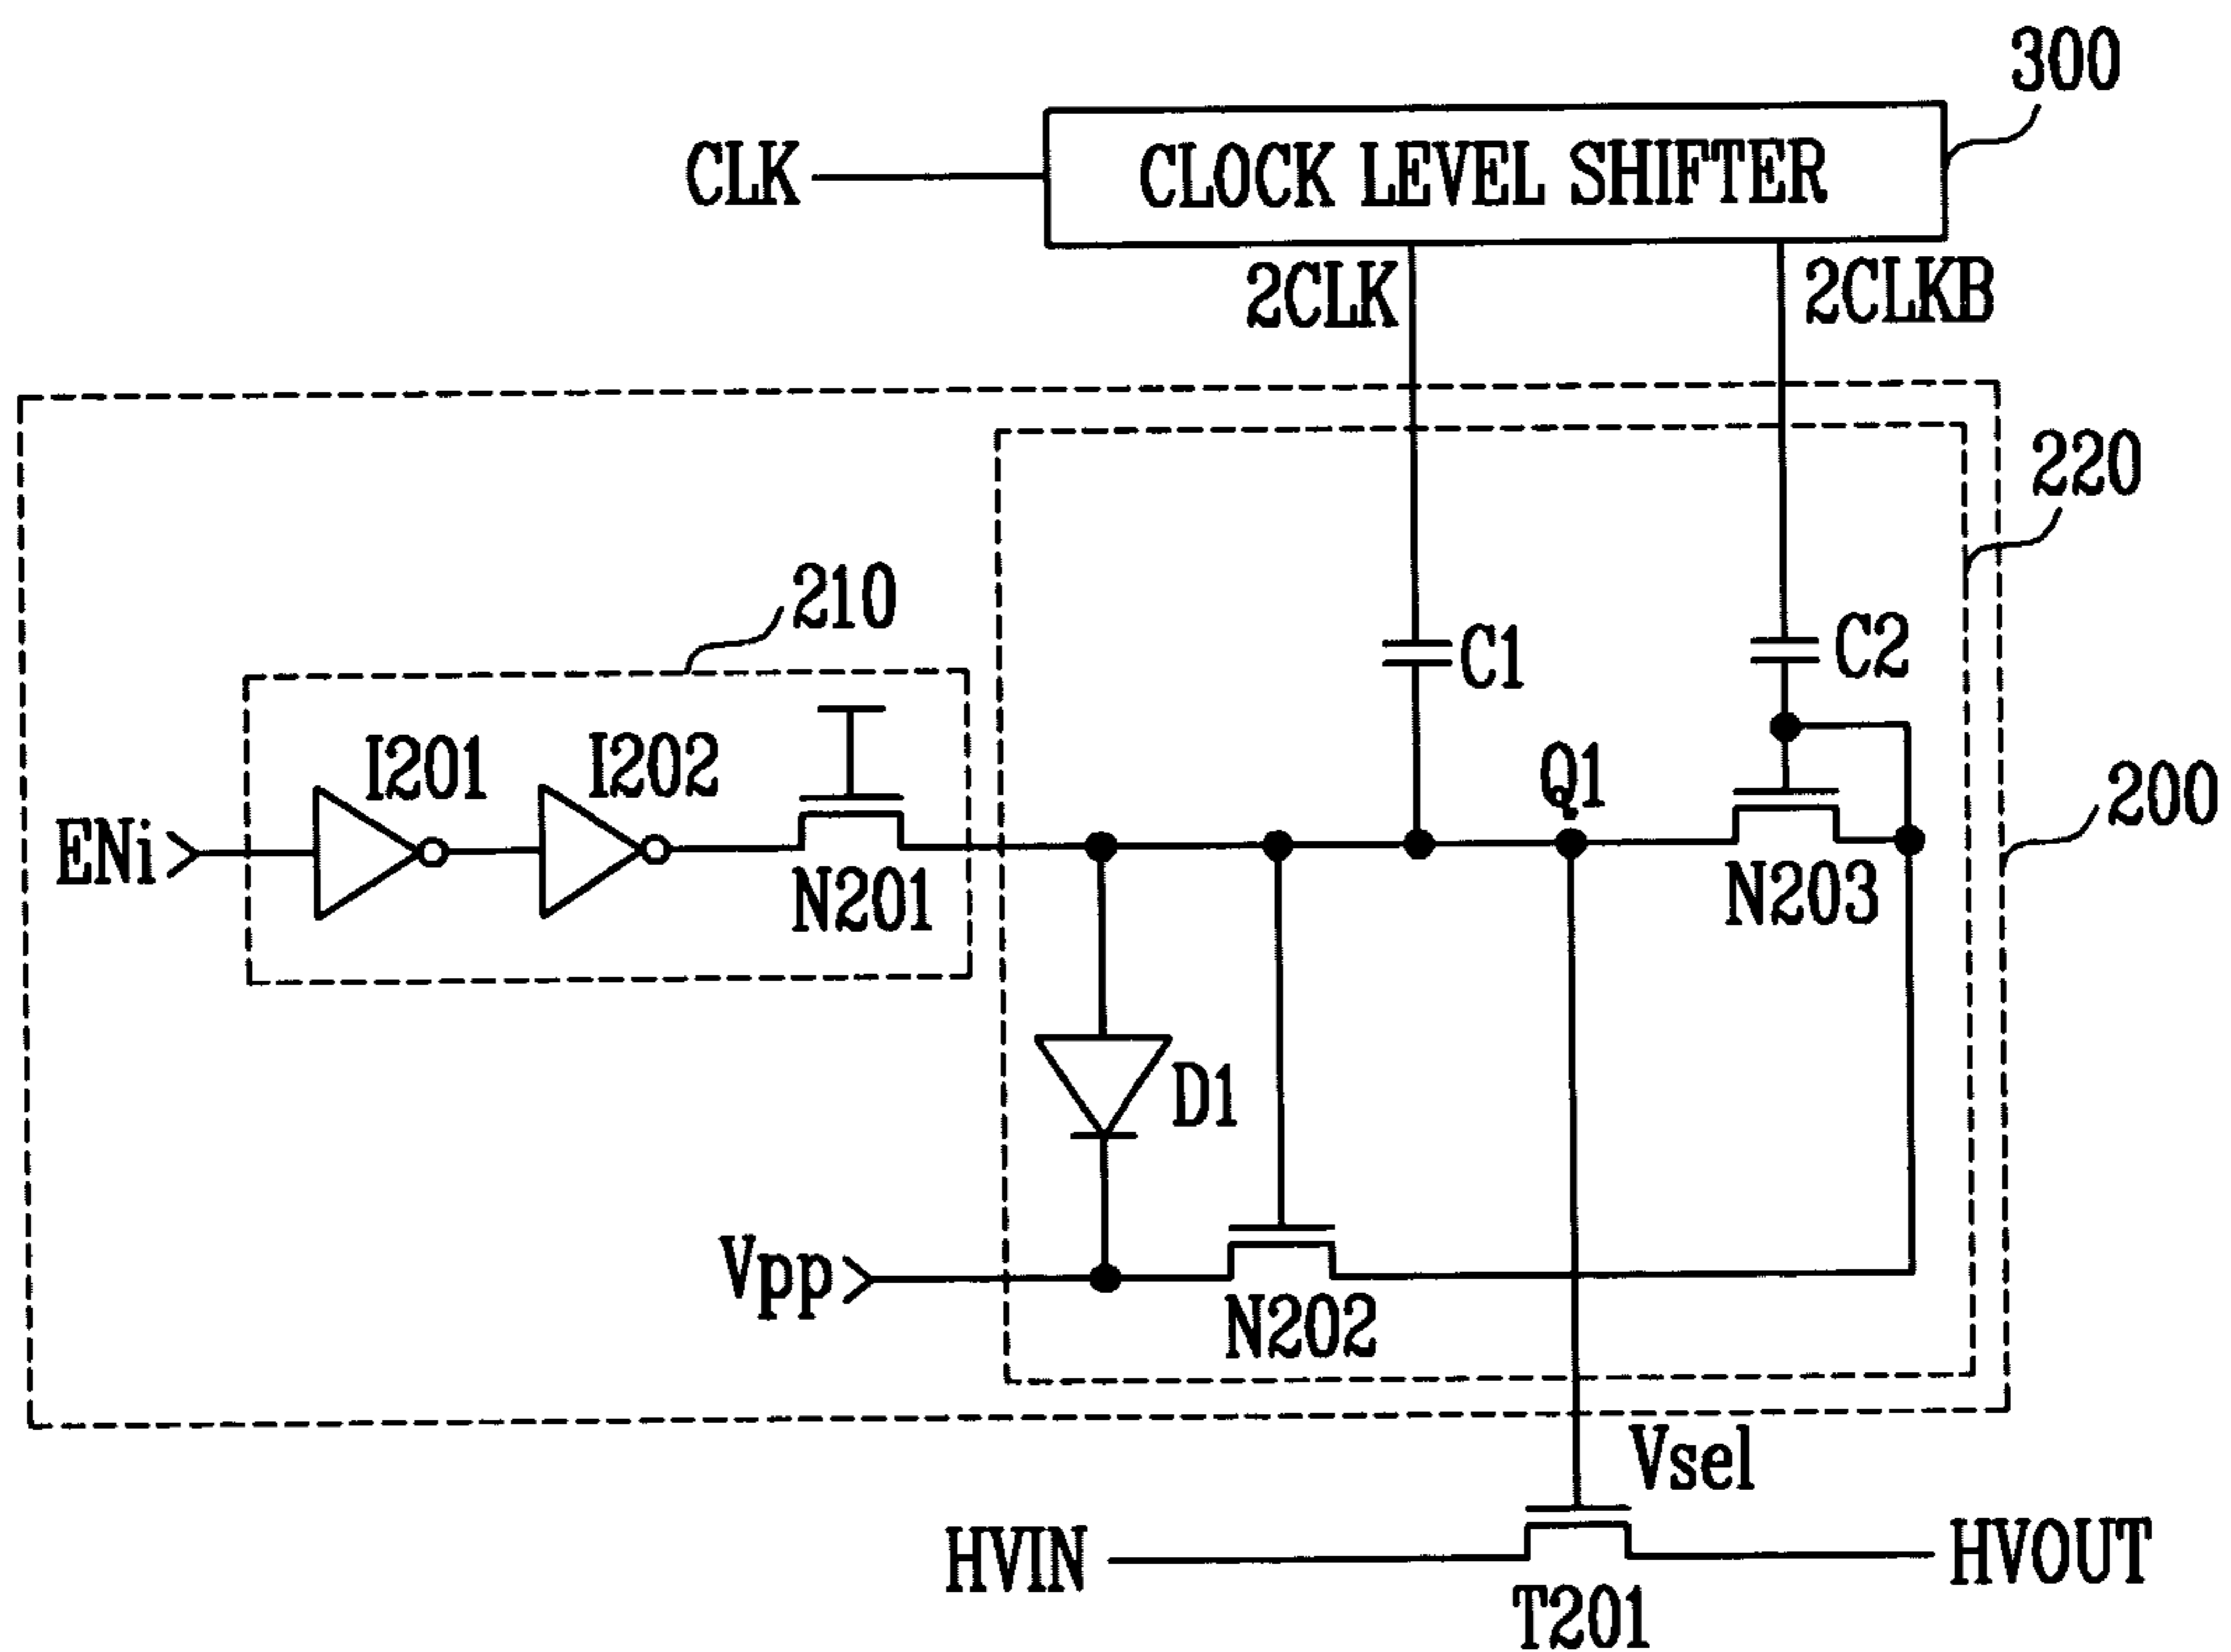 300
CLK
CLOCK LEVEL SHIFTER
2CLK
2CLKB
220
210
C1
C2
I201
I202
Q1
200
ENi
N201
N203
D1
Vpp
N202
Vsel
HVIN
HVOUT
T201